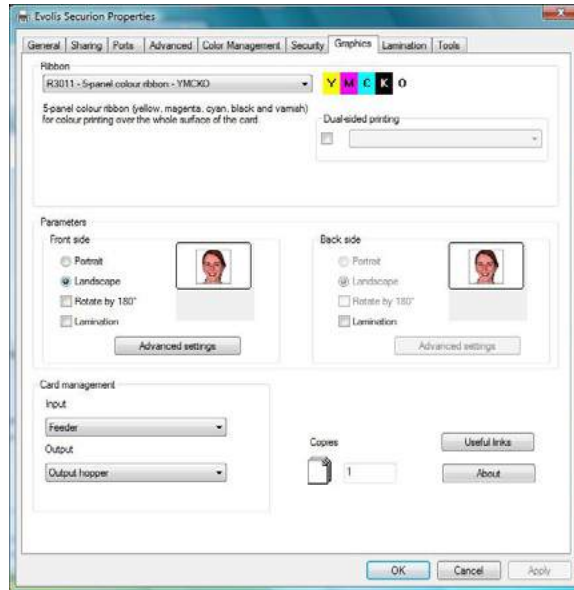 Evolis Securion Properties
General Sharing Ports Advanced Color Management Security Graphics Lamination Tools
Ribbon
R3011 - 5-panel colour ribbon - YMCKO
Y M C K O
5-panel colour ribbon (yellow, magenta, cyan, black and varnish)
for colour printing over the whole surface of the card.
Dual-sided printing
Parameters
Front side
Portrait
Landscape
Rotate by 180°
Lamination
Advanced settings
Back side
Portrait
Landscape
Rotate by 180°
Lamination
Advanced settings
Card management
Input
Feeder
Output
Output hopper
Copies
1
Useful links
About
OK Cancel Apply